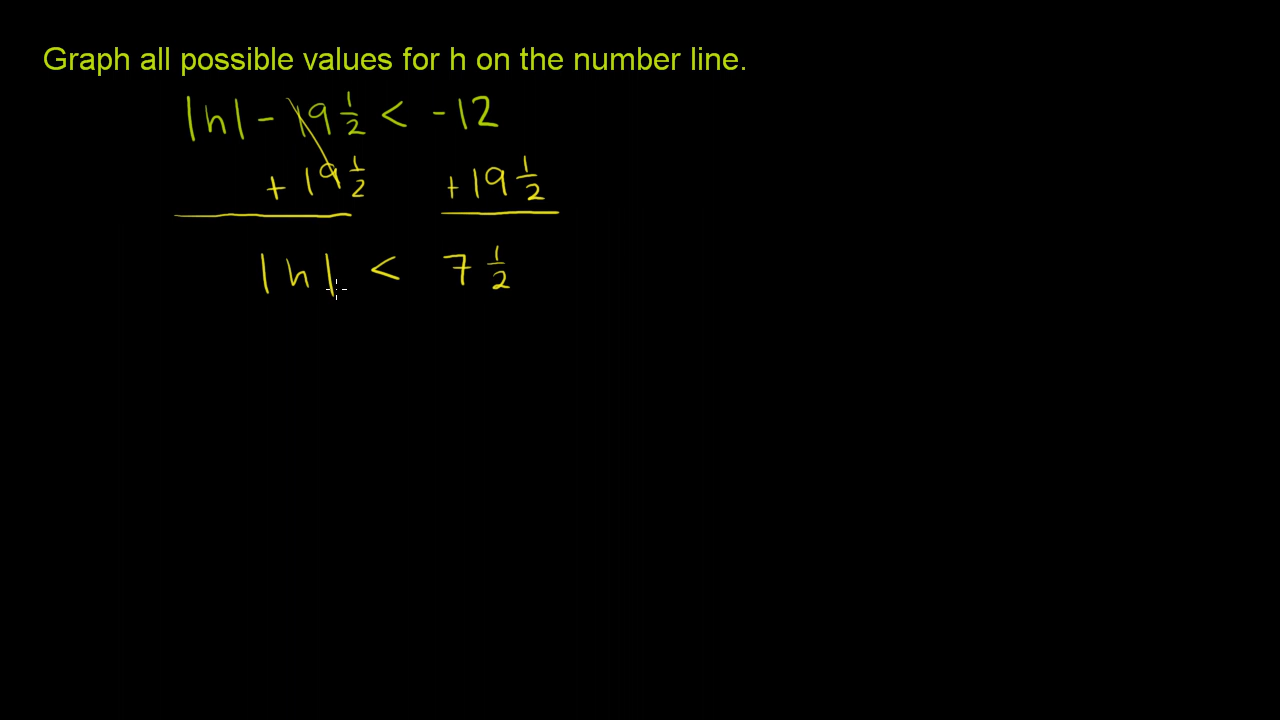 Graph all possible values for h on the number line.
|h| - 19 1/2 < -12
+ 19 1/2 + 19 1/2
|h| < 7 1/2